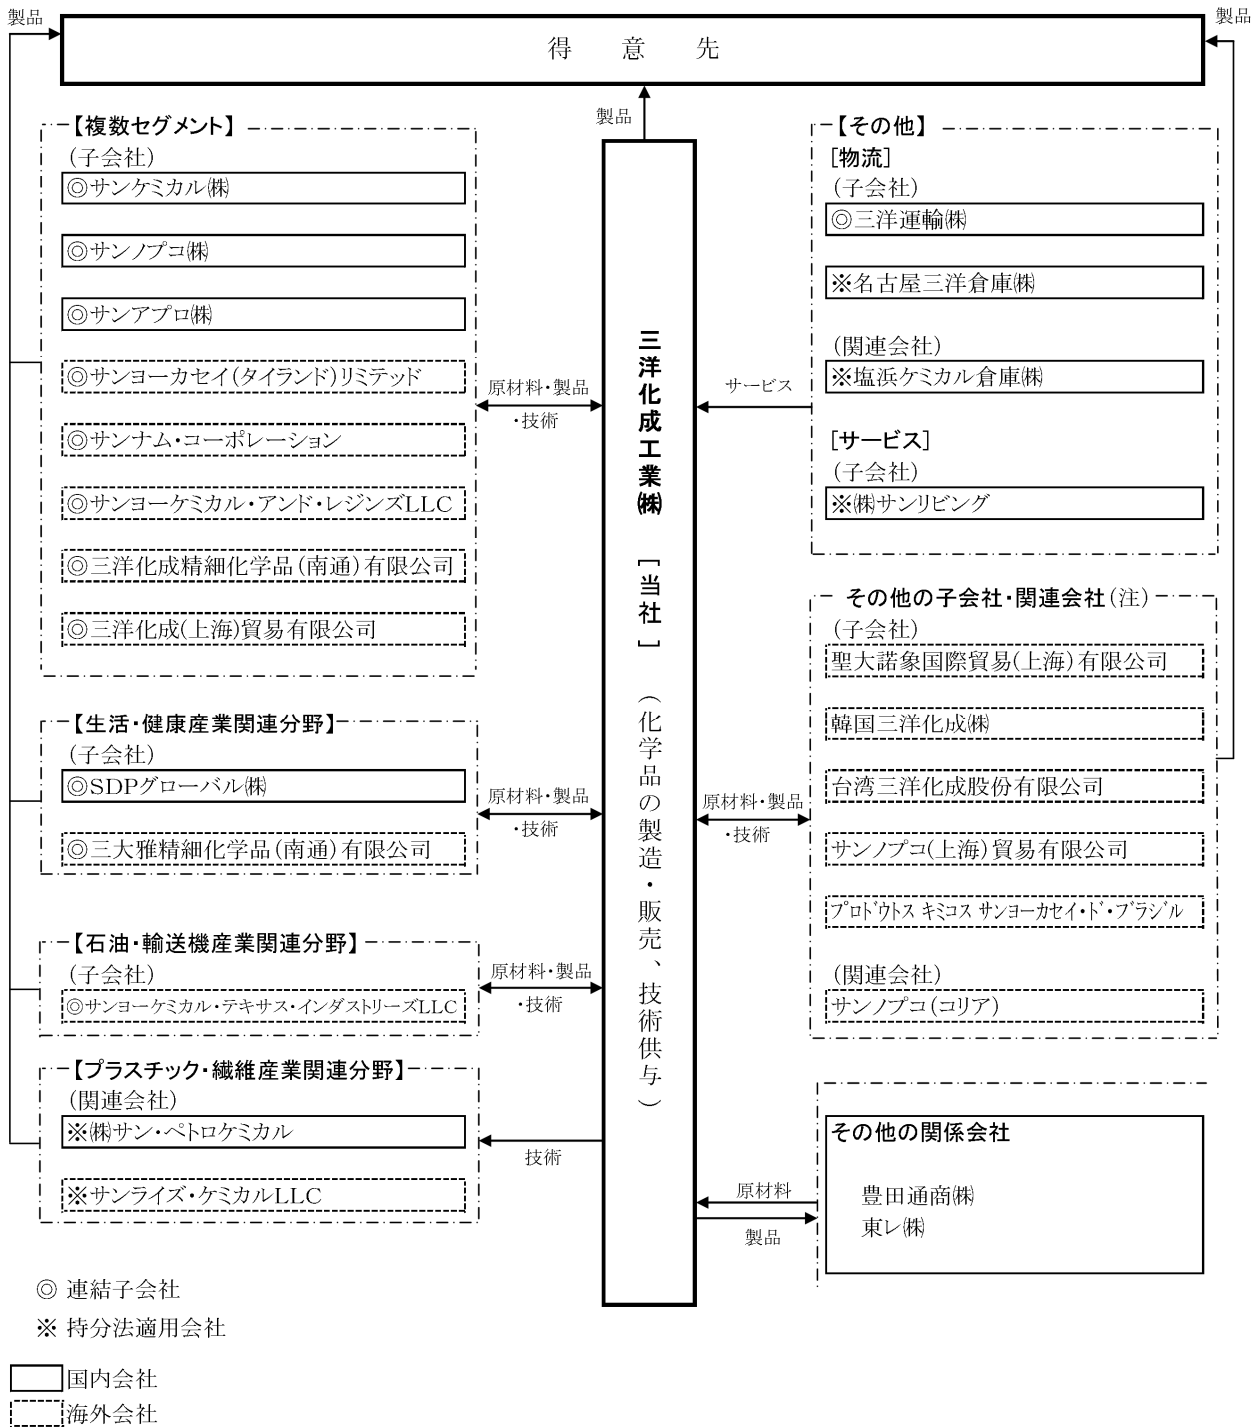 製品
製品
得意先
製品
【複数セグメント】
(子会社)
◎サンケミカル㈱
◎サンノプコ㈱
◎サンアプロ㈱
◎サンヨーカセイ(タイランド)リミテッド
◎サンナム・コーポレーション
◎サンヨーケミカル・アンド・レジンズLLC
◎三洋化成精細化学品(南通)有限公司
◎三洋化成(上海)貿易有限公司
原材料・製品
・技術
【生活・健康産業関連分野】
(子会社)
◎SDPグローバル㈱
◎三大雅精細化学品(南通)有限公司
原材料・製品
・技術
【石油・輸送機産業関連分野】
(子会社)
◎サンヨーケミカル・テキサス・インダストリーズLLC
原材料・製品
・技術
【プラスチック・繊維産業関連分野】
(関連会社)
※㈱サン・ペトロケミカル
※サンライズ・ケミカルLLC
技術
三洋化成工業㈱ [当社] (化学品の製造・販売、技術供与)
【その他】
[物流]
(子会社)
◎三洋運輸㈱
※名古屋三洋倉庫㈱
(関連会社)
※塩浜ケミカル倉庫㈱
[サービス]
(子会社)
※㈱サンリビング
サービス
その他の子会社・関連会社(注)
(子会社)
聖大諾象国際貿易(上海)有限公司
韓国三洋化成㈱
台湾三洋化成股份有限公司
サンノプコ(上海)貿易有限公司
プロドウトス キミコス サンヨーカセイ・ド・ブラジル
(関連会社)
サンノプコ(コリア)
原材料・製品
・技術
その他の関係会社
豊田通商㈱
東レ㈱
原材料
製品
◎ 連結子会社
※ 持分法適用会社
国内会社
海外会社